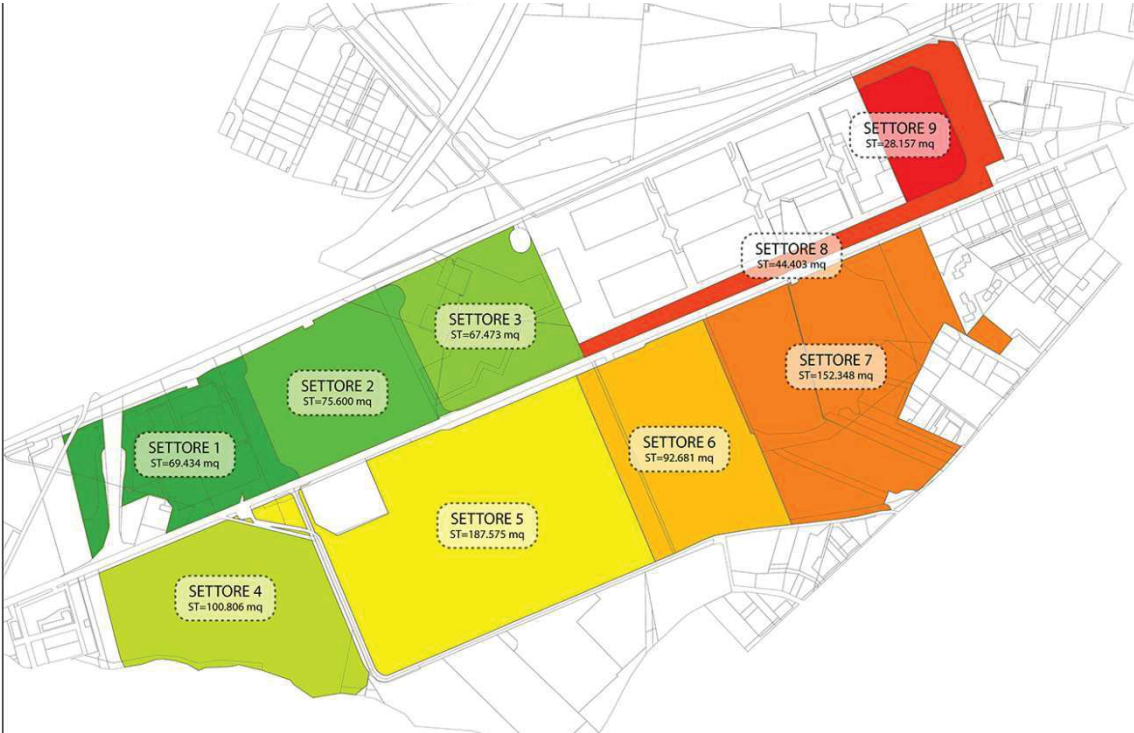 SETTORE 9
ST=28.157 mq
SETTORE 8
ST=44.403 mq
SETTORE 3
ST=67.473 mq
SETTORE 7
ST=152.348 mq
SETTORE 2
ST=75.600 mq
SETTORE 1
ST=69.434 mq
SETTORE 6
ST=92.681 mq
SETTORE 5
ST=187.575 mq
SETTORE 4
ST=100.806 mq